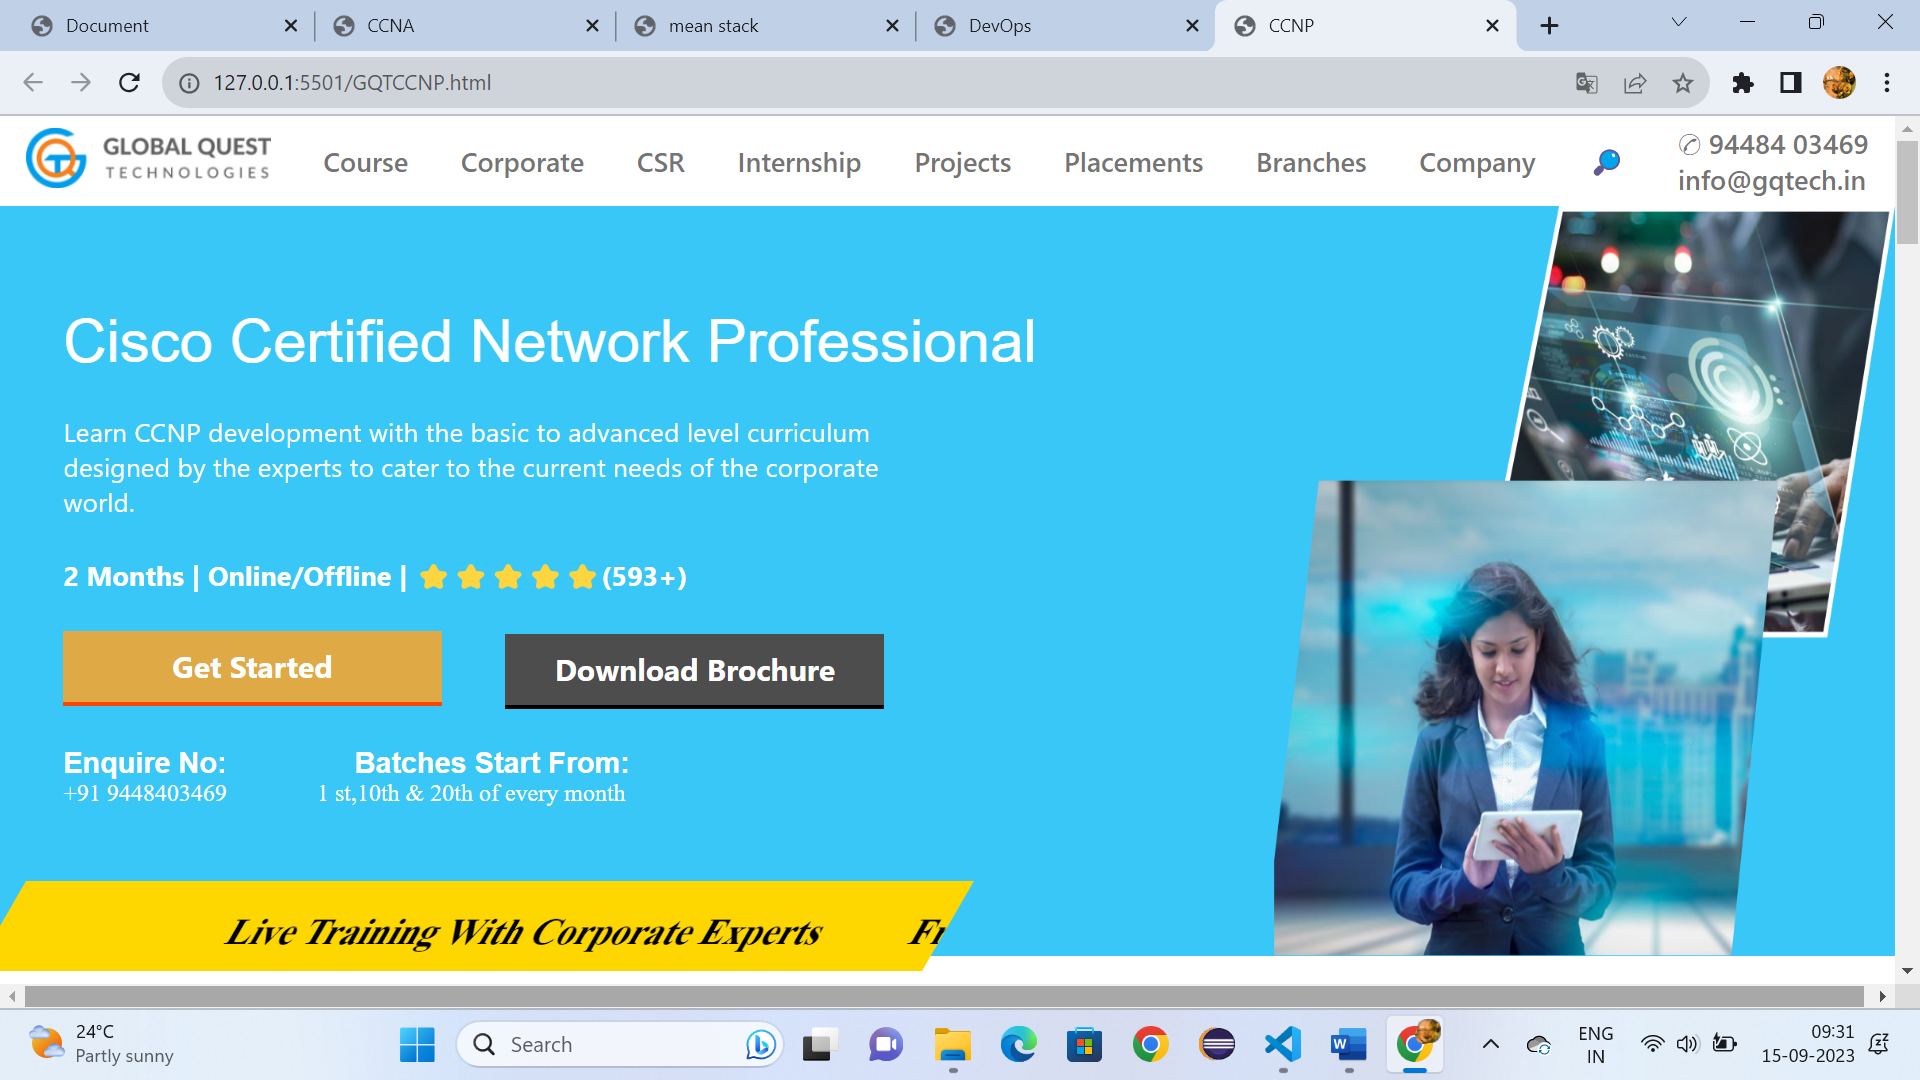 Document
CCNA
mean stack
DevOps
CCNP
127.0.0.1:5501/GQTCCNP.html
GLOBAL QUEST
TECHNOLOGIES
Course
Corporate
CSR
Internship
Projects
Placements
Branches
Company
✆ 94484 03469
info@gqtech.in
Cisco Certified Network Professional
Learn CCNP development with the basic to advanced level curriculum
designed by the experts to cater to the current needs of the corporate
world.
2 Months | Online/Offline | ⭐ ⭐ ⭐ ⭐ ⭐ (593+)
Get Started
Download Brochure
Enquire No:
Batches Start From:
+91 9448403469
1 st,10th & 20th of every month
Live Training With Corporate Experts
24°C
Partly sunny
Search
ENG
IN
09:31
15-09-2023